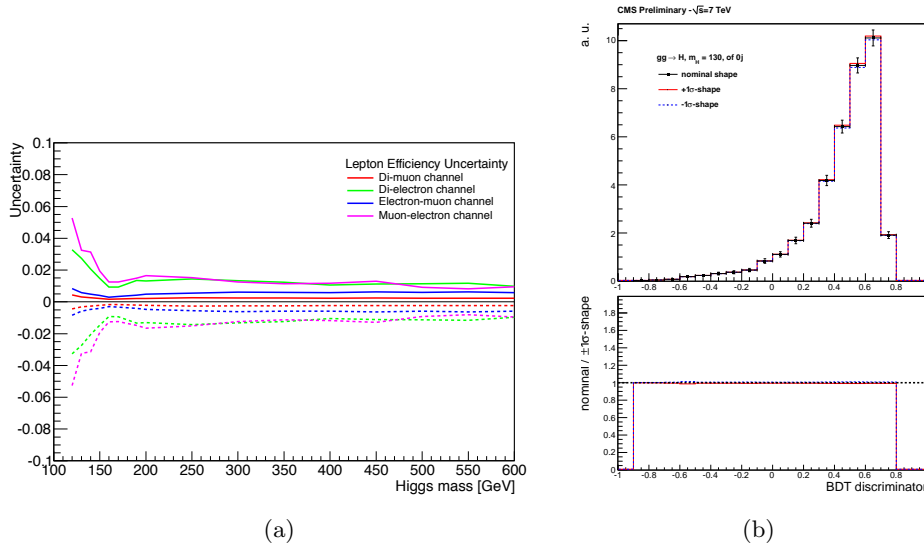 CMS Preliminary - √s=7 TeV
Uncertainty
0.1
0.08
0.06
0.04
0.02
0
-0.02
-0.04
-0.06
-0.08
-0.1
Lepton Efficiency Uncertainty
Di-muon channel
Di-electron channel
Electron-muon channel
Muon-electron channel
100 150 200 250 300 350 400 450 500 550 600
Higgs mass [GeV]
(a)
a. u.
10
8
6
4
2
0
gg → H, m_H = 130, of 0j
nominal shape
+1σ-shape
-1σ-shape
-1 -0.8 -0.6 -0.4 -0.2 0 0.2 0.4 0.6 0.8
nominal / ±1σ-shape
1.8
1.6
1.4
1.2
1
0.8
0.6
0.4
0.2
0
-1 -0.8 -0.6 -0.4 -0.2 0 0.2 0.4 0.6 0.8
BDT discriminator
(b)